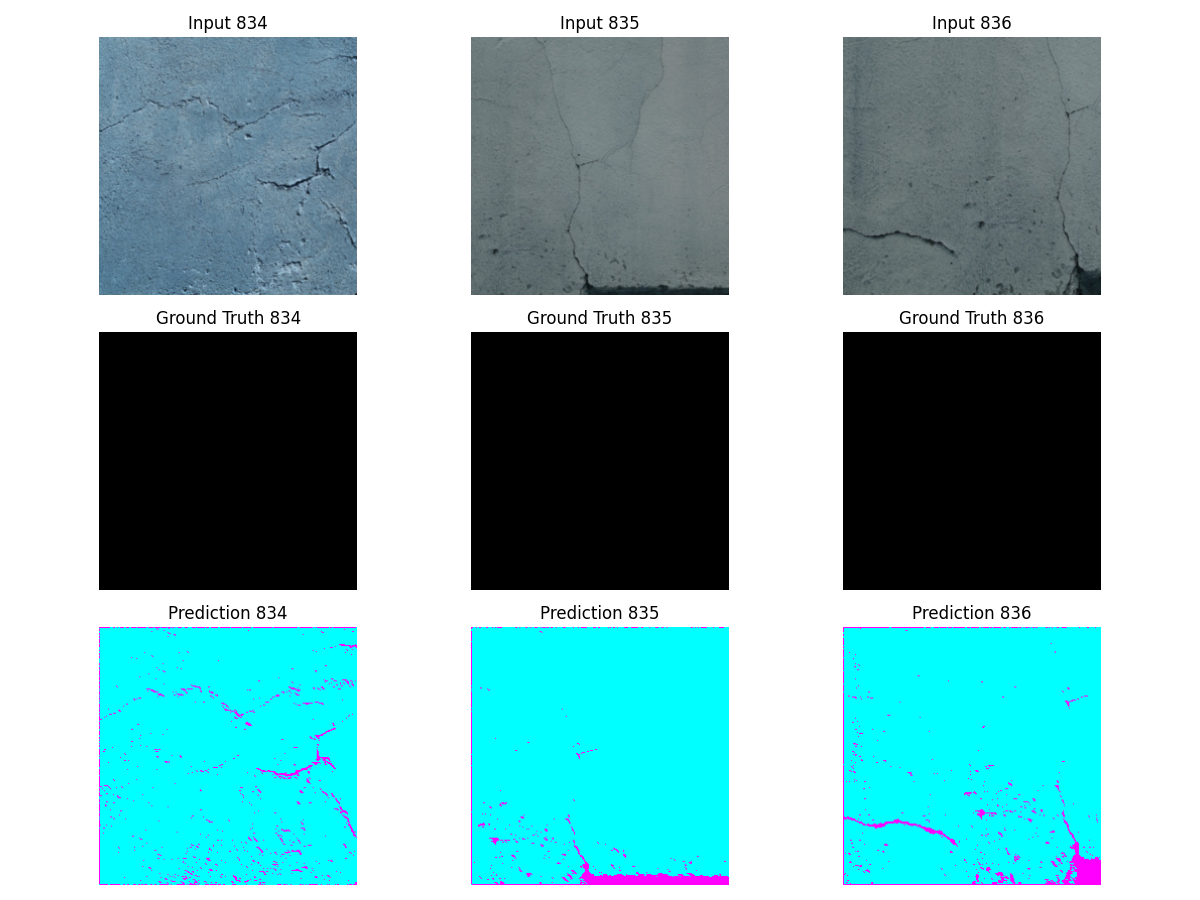 Input 834
Input 835
Input 836
Ground Truth 834
Ground Truth 835
Ground Truth 836
Prediction 834
Prediction 835
Prediction 836